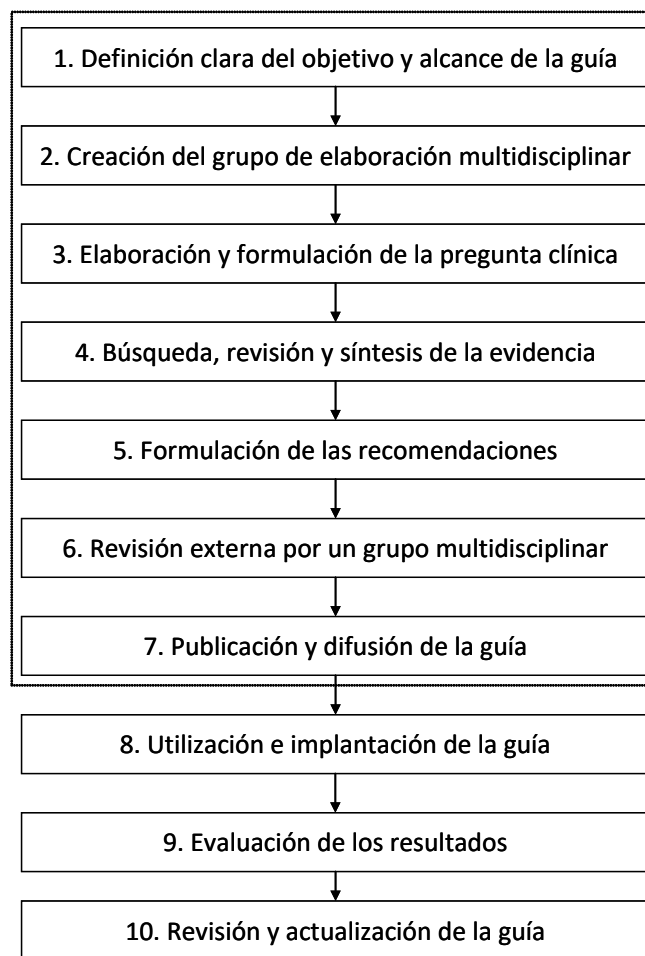 1. Definición clara del objetivo y alcance de la guía
2. Creación del grupo de elaboración multidisciplinar
3. Elaboración y formulación de la pregunta clínica
4. Búsqueda, revisión y síntesis de la evidencia
5. Formulación de las recomendaciones
6. Revisión externa por un grupo multidisciplinar
7. Publicación y difusión de la guía
8. Utilización e implantación de la guía
9. Evaluación de los resultados
10. Revisión y actualización de la guía